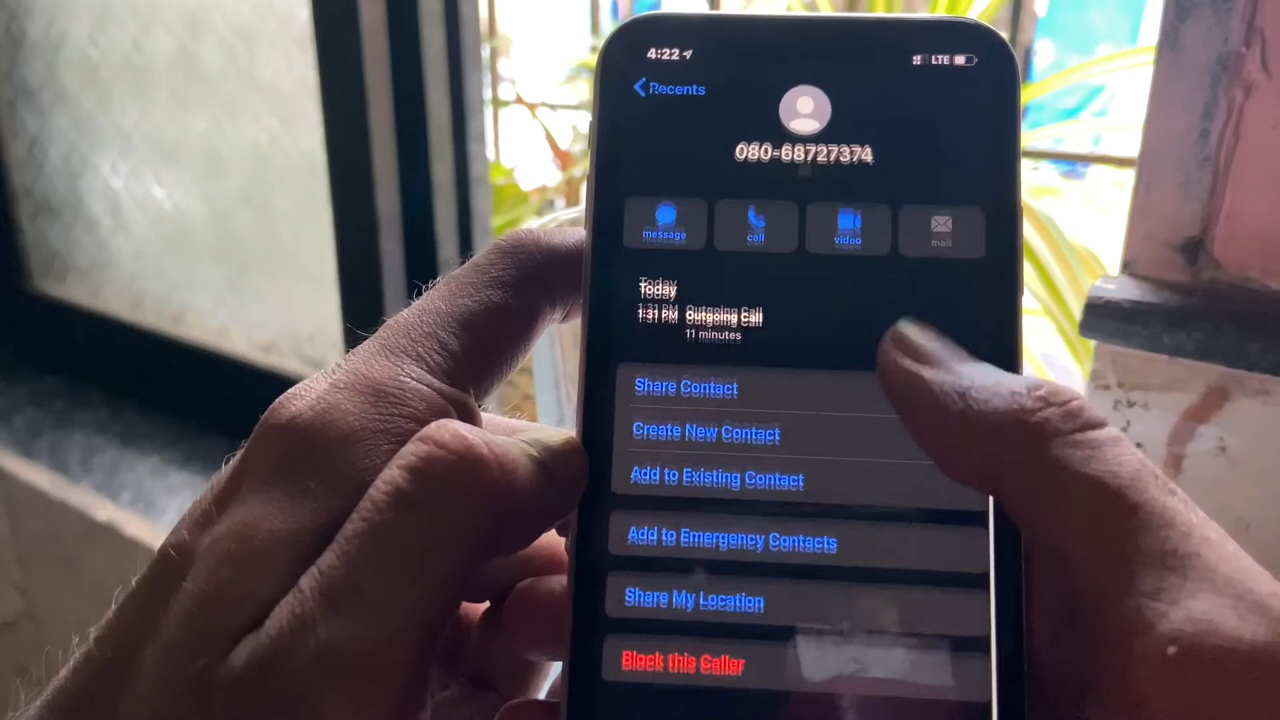 4:22
LTE
Recents
080-68727374
message call video mail
Today
1:31 PM Outgoing Call
11 minutes
Share Contact
Create New Contact
Add to Existing Contact
Add to Emergency Contacts
Share My Location
Block this Caller